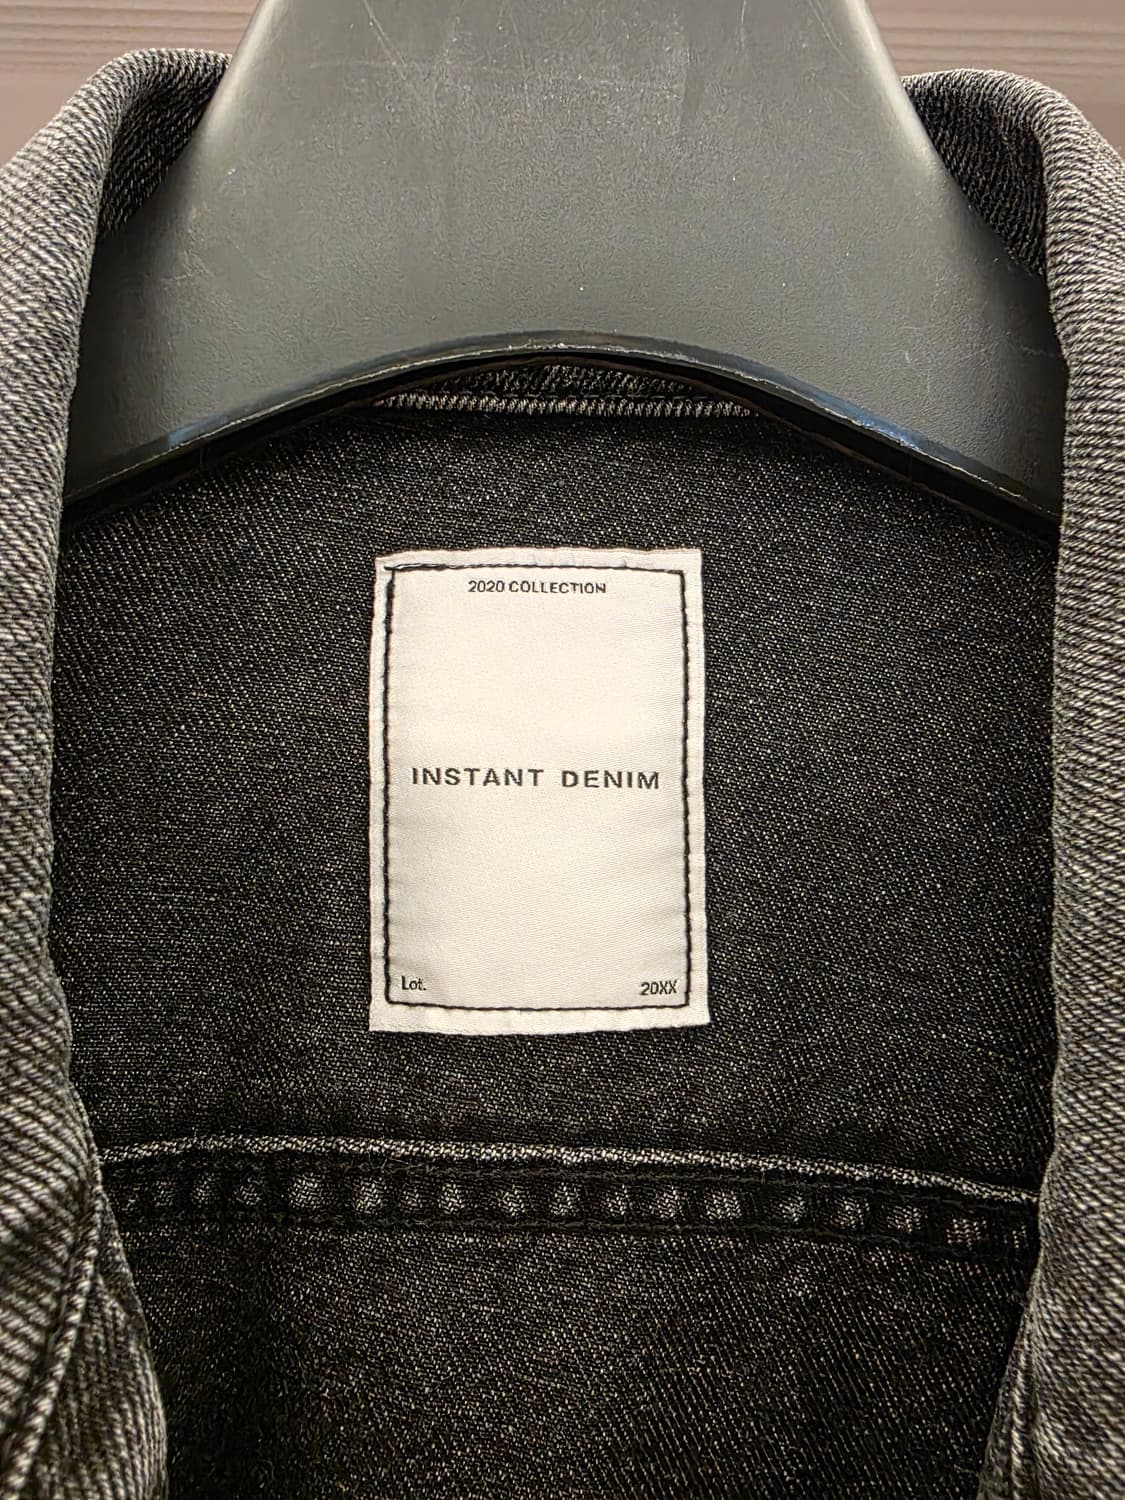 2020 COLLECTION
INSTANT DENIM
Lot. 20XX